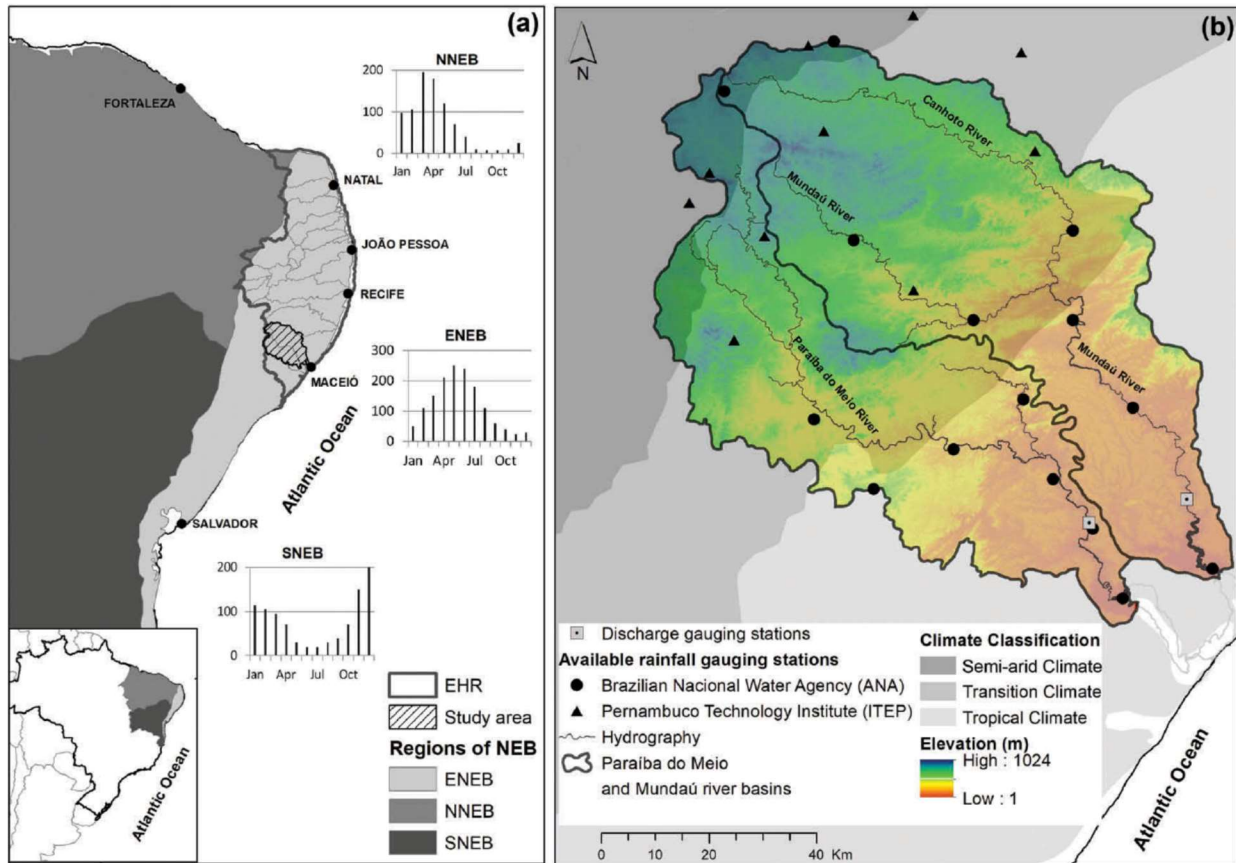 (a)
NNEB
200
100
0
Jan Apr Jul Oct
FORTALEZA
NATAL
JOÃO PESSOA
RECIFE
MACEIÓ
ENEB
300
200
100
0
Jan Apr Jul Oct
Atlantic Ocean
SALVADOR
SNEB
200
100
0
Jan Apr Jul Oct
Atlantic Ocean
EHR
Study area
Regions of NEB
ENEB
NNEB
SNEB
(b)
N
Canhoto River
Mundaú River
Paraíba do Meio River
Mundaú River
Discharge gauging stations
Available rainfall gauging stations
Brazilian Nacional Water Agency (ANA)
Pernambuco Technology Institute (ITEP)
Hydrography
Paraíba do Meio
and Mundaú river basins
Climate Classification
Semi-arid Climate
Transition Climate
Tropical Climate
Elevation (m)
High : 1024
Low : 1
0 10 20 40 Km
Atlantic Ocean